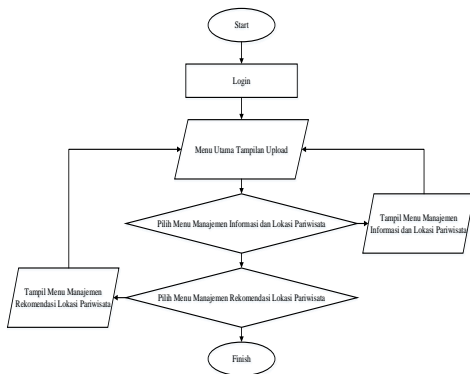 Start
Login
Menu Utama Tampilan Upload
Pilih Menu Manajemen Informasi dan Lokasi Pariwisata
Tampil Menu Manajemen
Informasi dan Lokasi Pariwisata
Pilih Menu Manajemen Rekomendasi Lokasi Pariwisata
Tampil Menu Manajemen
Rekomendasi Lokasi Pariwisata
Finish